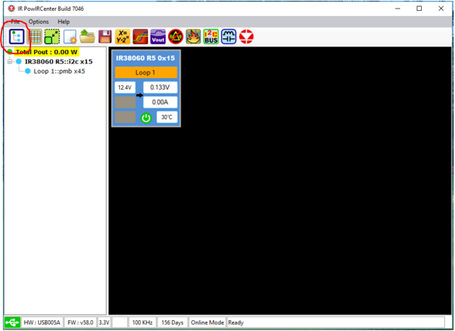 IR PowIRCenter Build 7046
File Options Help
X=
Y-Z°
Vout
I²C
BUS
Total Pout : 0.00 W
IR38060 R5::i2c x15
Loop 1::pmb x45
IR38060 R5 0x15
Loop 1
12.4V 0.133V
0.00A
30°C
HW : USB005A FW : v58.0 3.3V 100 KHz 156 Days Online Mode Ready